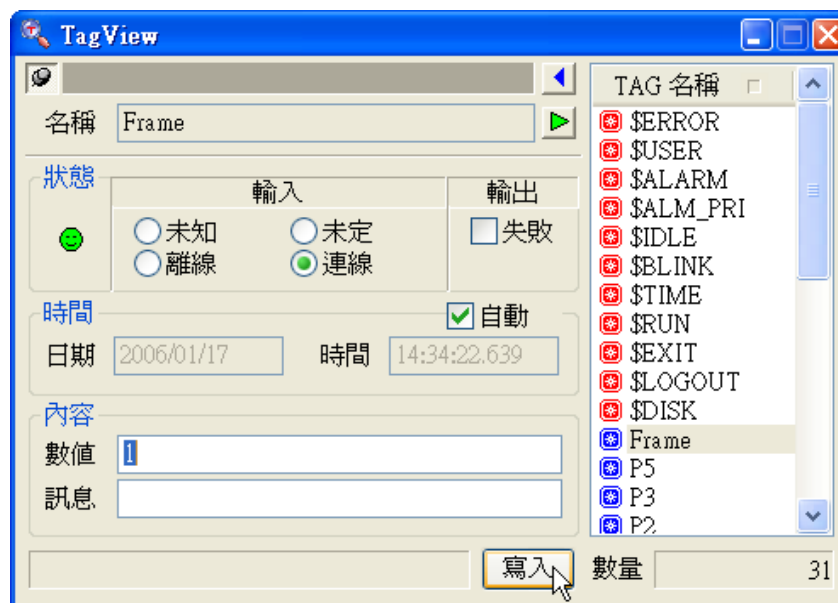 TagView
名稱 Frame
狀態
輸入 輸出
未知 未定 失敗
離線 連線
時間 自動
日期 2006/01/17 時間 14:34:22.639
內容
數值 1
訊息
寫入
TAG 名稱
$ERROR
$USER
$ALARM
$ALM_PRI
$IDLE
$BLINK
$TIME
$RUN
$EXIT
$LOGOUT
$DISK
Frame
P5
P3
P2
數量 31